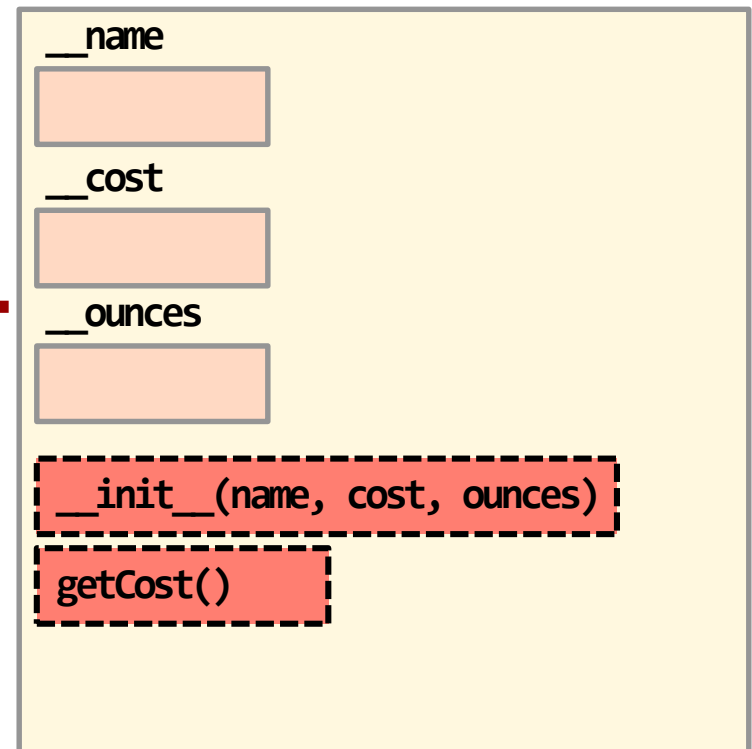 __name
__cost
__ounces
__init__(name, cost, ounces)
getCost()